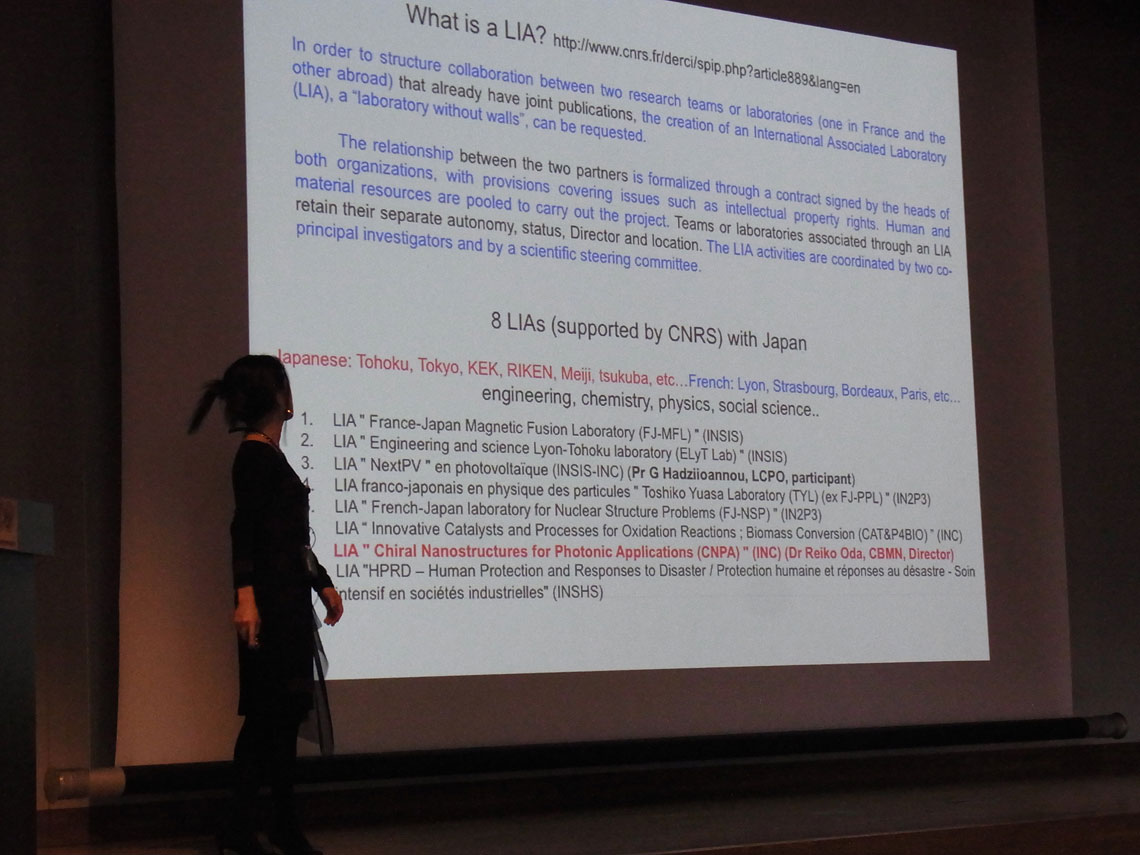 What is a LIA? http://www.cnrs.fr/derci/spip.php?article889&lang=en
In order to structure collaboration between two research teams or laboratories (one in France and the
other abroad) that already have joint publications, the creation of an International Associated Laboratory
(LIA), a “laboratory without walls”, can be requested.
The relationship between the two partners is formalized through a contract signed by the heads of
both organizations, with provisions covering issues such as intellectual property rights. Human and
material resources are pooled to carry out the project. Teams or laboratories associated through an LIA
retain their separate autonomy, status, Director and location. The LIA activities are coordinated by two co-
principal investigators and by a scientific steering committee.
8 LIAs (supported by CNRS) with Japan
Japanese: Tohoku, Tokyo, KEK, RIKEN, Meiji, tsukuba, etc...French: Lyon, Strasbourg, Bordeaux, Paris, etc...
engineering, chemistry, physics, social science..
1. LIA " France-Japan Magnetic Fusion Laboratory (FJ-MFL) " (INSIS)
2. LIA " Engineering and science Lyon-Tohoku laboratory (ELyT Lab) " (INSIS)
3. LIA " NextPV " en photovoltaïque (INSIS-INC) (Pr G Hadziioannou, LCPO, participant)
LIA franco-japonais en physique des particules " Toshiko Yuasa Laboratory (TYL) (ex FJ-PPL) " (IN2P3)
LIA " French-Japan laboratory for Nuclear Structure Problems (FJ-NSP) " (IN2P3)
LIA “ Innovative Catalysts and Processes for Oxidation Reactions ; Biomass Conversion (CAT&P4BIO) ” (INC)
LIA " Chiral Nanostructures for Photonic Applications (CNPA) " (INC) (Dr Reiko Oda, CBMN, Director)
LIA "HPRD – Human Protection and Responses to Disaster / Protection humaine et réponses au désastre - Soin
intensif en sociétés industrielles" (INSHS)